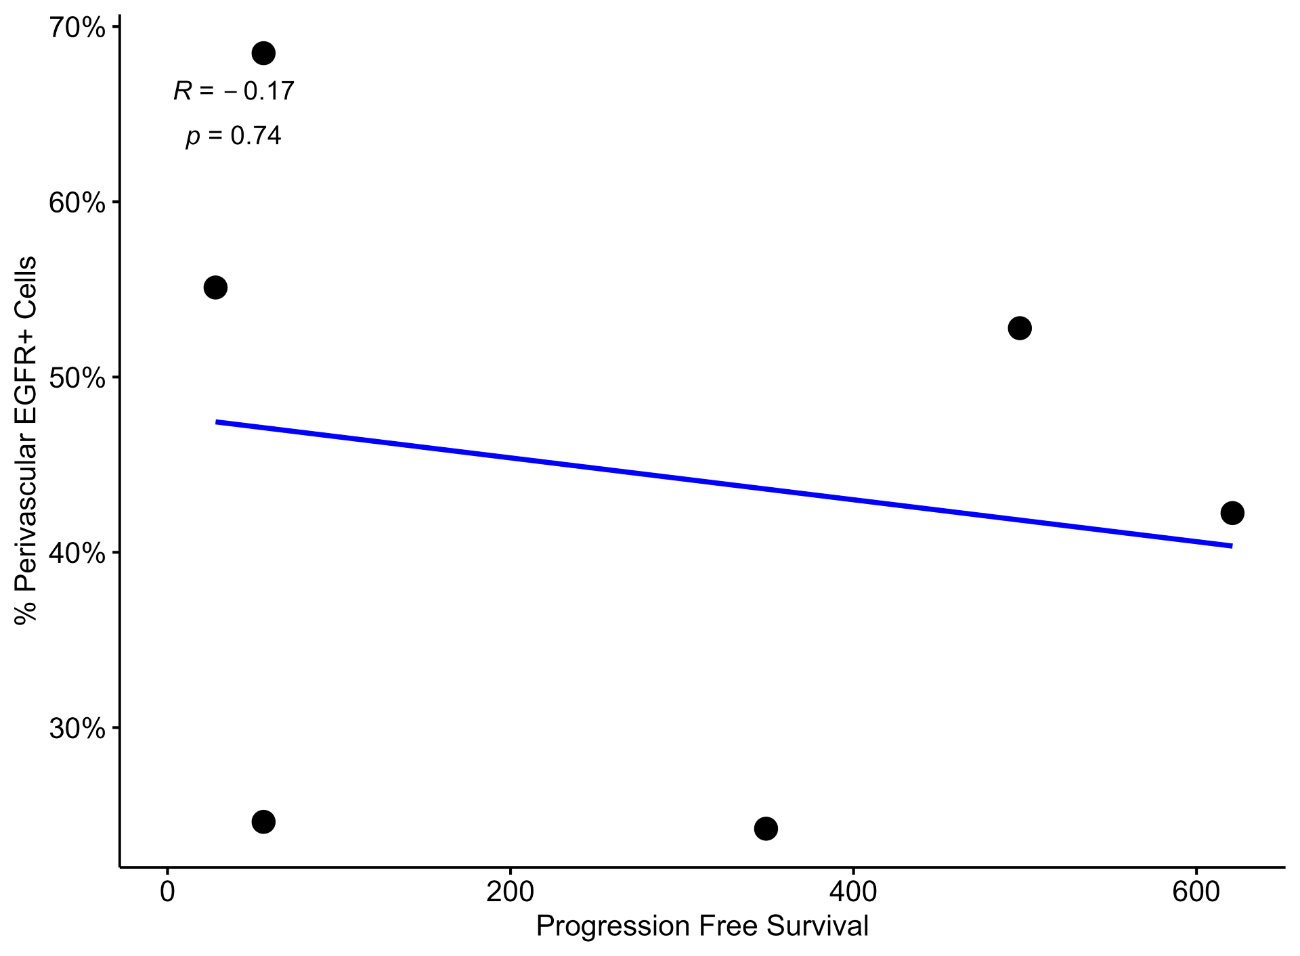 70%
R = − 0.17
p = 0.74
60%
50%
40%
30%
% Perivascular EGFR+ Cells
0 200 400 600
Progression Free Survival